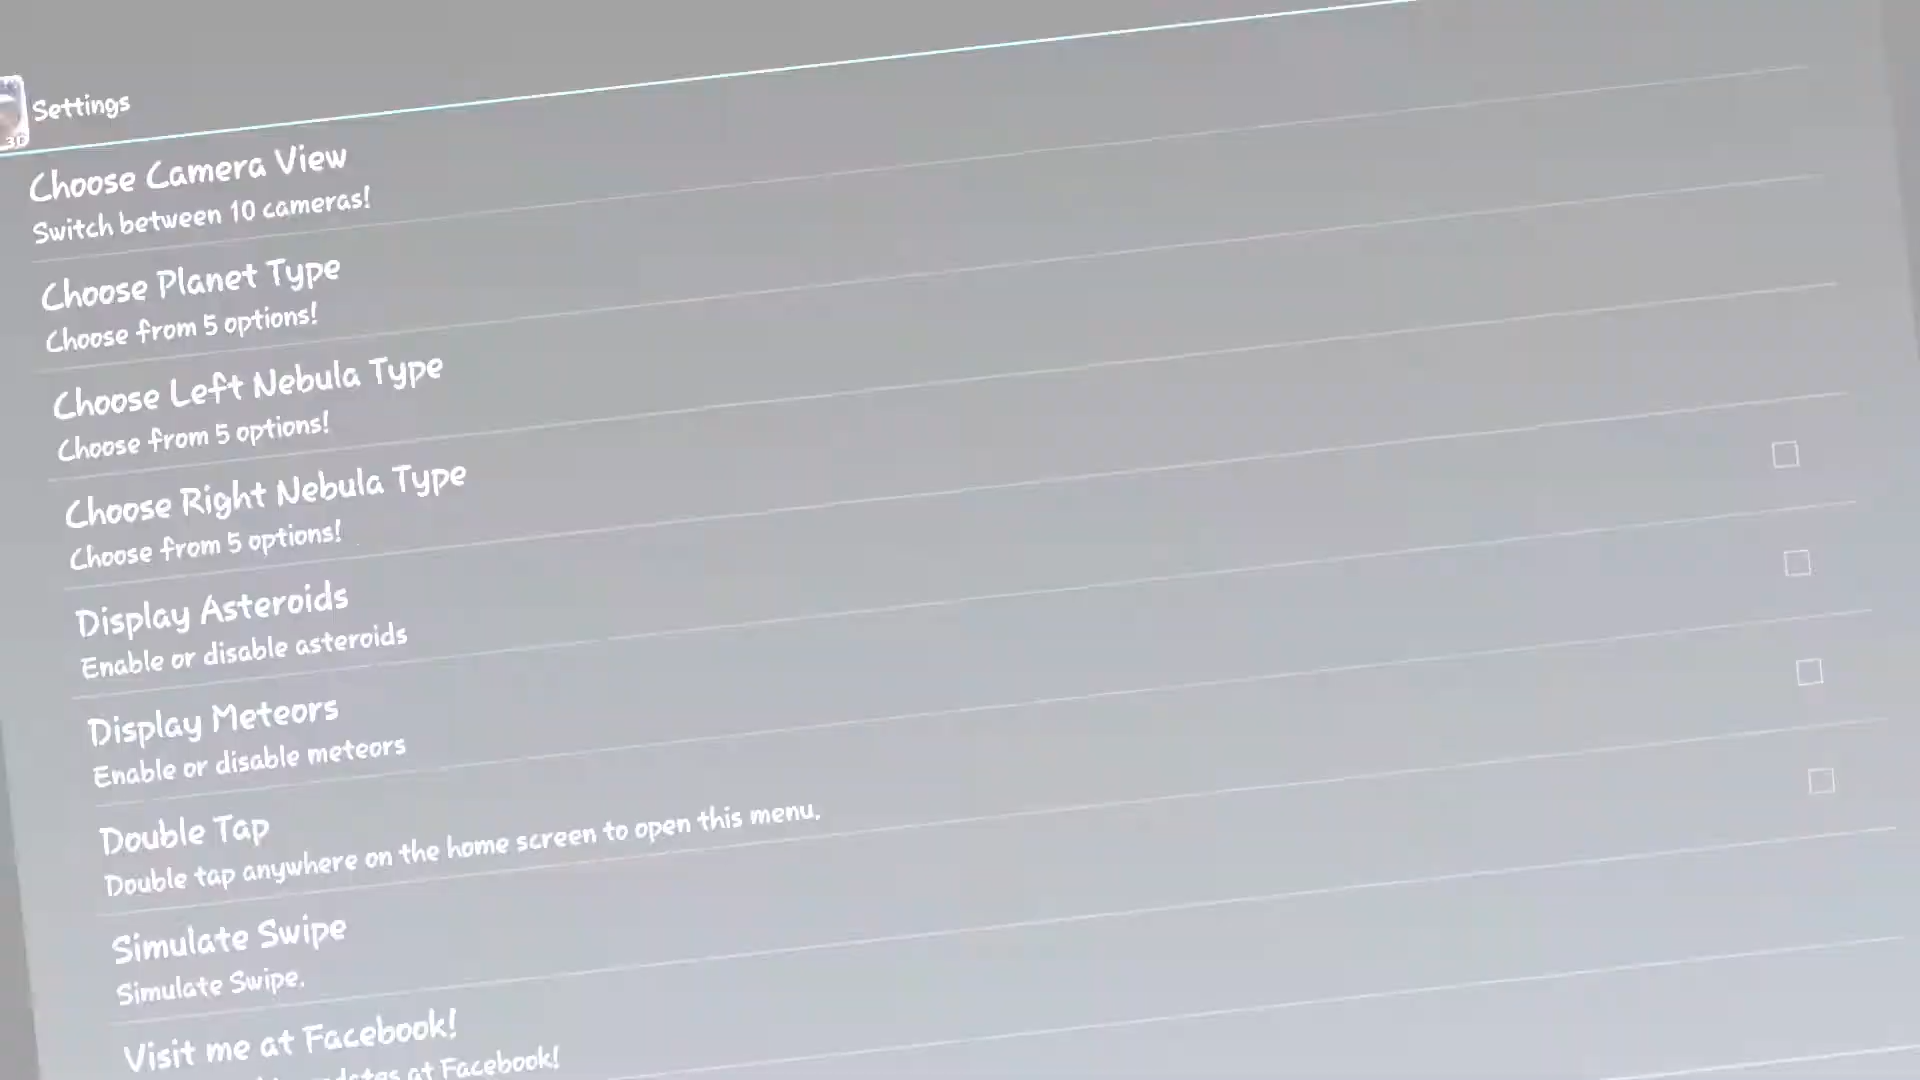 Settings
Choose Camera View
Switch between 10 cameras!
Choose Planet Type
Choose from 5 options!
Choose Left Nebula Type
Choose from 5 options!
Choose Right Nebula Type
Choose from 5 options!
Display Asteroids
Enable or disable asteroids
Display Meteors
Enable or disable meteors
Double Tap
Double tap anywhere on the home screen to open this menu.
Simulate Swipe
Simulate Swipe.
Visit me at Facebook!
at Facebook!